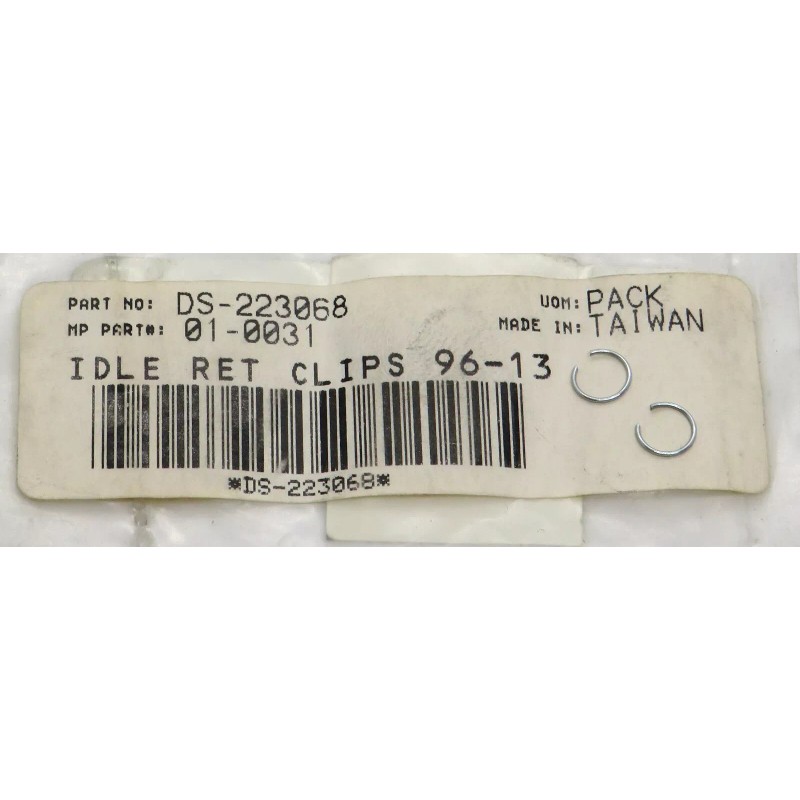 PART NO: DS-223068
UOM: PACK
MP PART#: 01-0031
MADE IN: TAIWAN
IDLE RET CLIPS 96-13
*DS-223068*